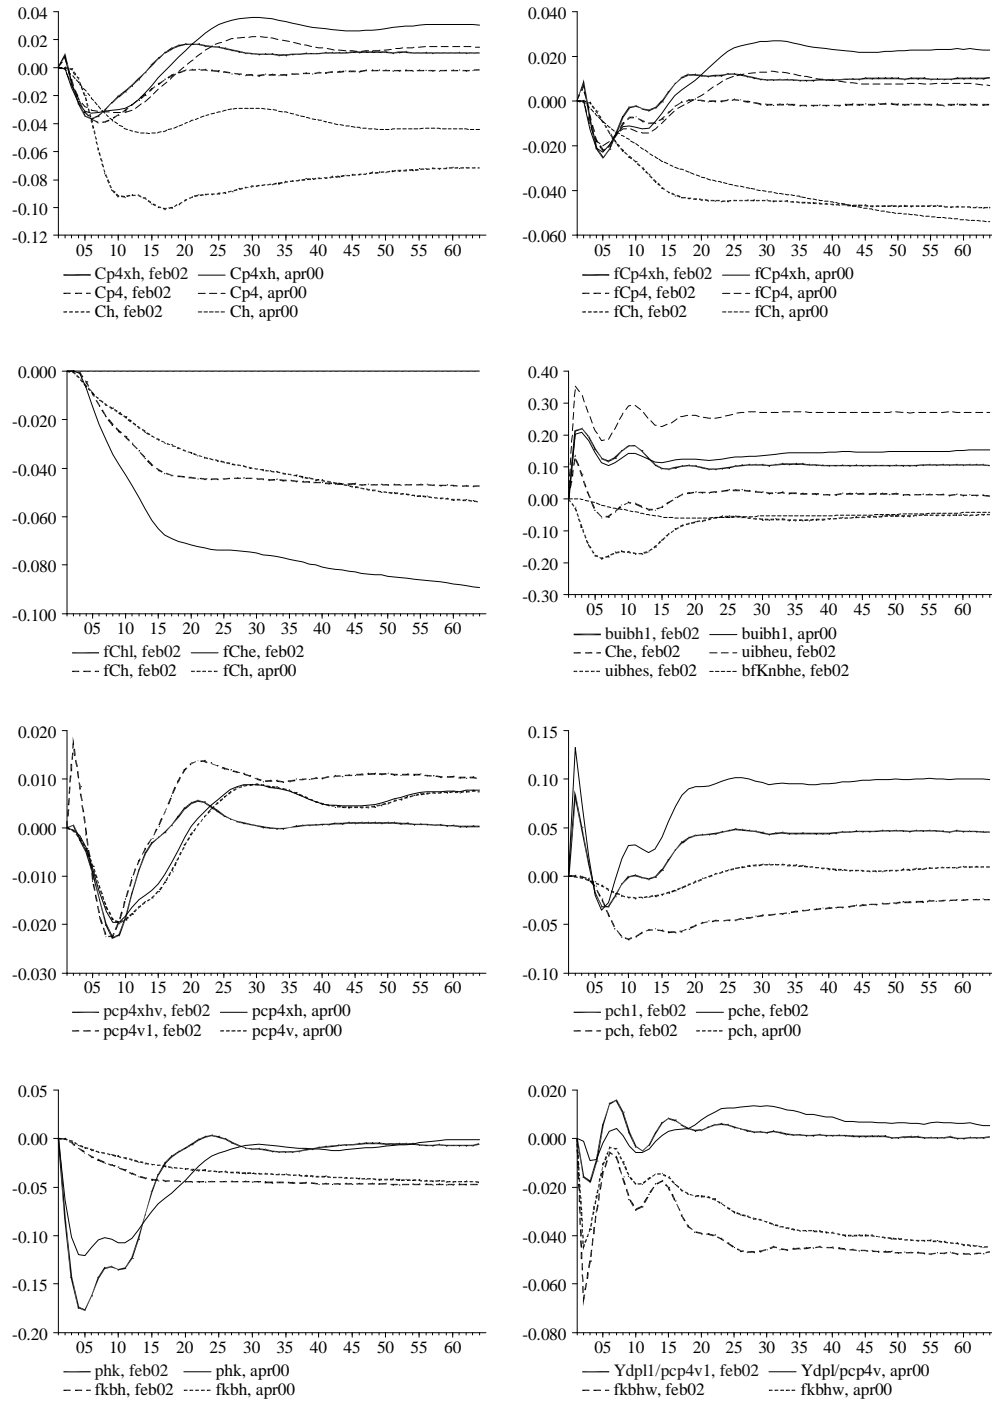 0.04
0.02
0.00
-0.02
-0.04
-0.06
-0.08
-0.10
-0.12
05 10 15 20 25 30 35 40 45 50 55 60
Cp4xh, feb02 Cp4xh, apr00
Cp4, feb02 Cp4, apr00
Ch, feb02 Ch, apr00
0.040
0.020
0.000
-0.020
-0.040
-0.060
05 10 15 20 25 30 35 40 45 50 55 60
fCp4xh, feb02 fCp4xh, apr00
fCp4, feb02 fCp4, apr00
fCh, feb02 fCh, apr00
0.000
-0.020
-0.040
-0.060
-0.080
-0.100
05 10 15 20 25 30 35 40 45 50 55 60
fChl, feb02 fChe, feb02
fCh, feb02 fCh, apr00
0.40
0.30
0.20
0.10
0.00
-0.10
-0.20
-0.30
05 10 15 20 25 30 35 40 45 50 55 60
buibh1, feb02 buibh1, apr00
Che, feb02 uibheu, feb02
uibhes, feb02 bfKnbhe, feb02
0.020
0.010
0.000
-0.010
-0.020
-0.030
05 10 15 20 25 30 35 40 45 50 55 60
pcp4xhv, feb02 pcp4xh, apr00
pcp4v1, feb02 pcp4v, apr00
0.15
0.10
0.05
0.00
-0.05
-0.10
05 10 15 20 25 30 35 40 45 50 55 60
pch1, feb02 pche, feb02
pch, feb02 pch, apr00
0.05
0.00
-0.05
-0.10
-0.15
-0.20
05 10 15 20 25 30 35 40 45 50 55 60
phk, feb02 phk, apr00
fkbh, feb02 fkbh, apr00
0.020
0.000
-0.020
-0.040
-0.060
-0.080
05 10 15 20 25 30 35 40 45 50 55 60
Ydpl1/pcp4v1, feb02 Ydpl/pcp4v, apr00
fkbhw, feb02 fkbhw, apr00